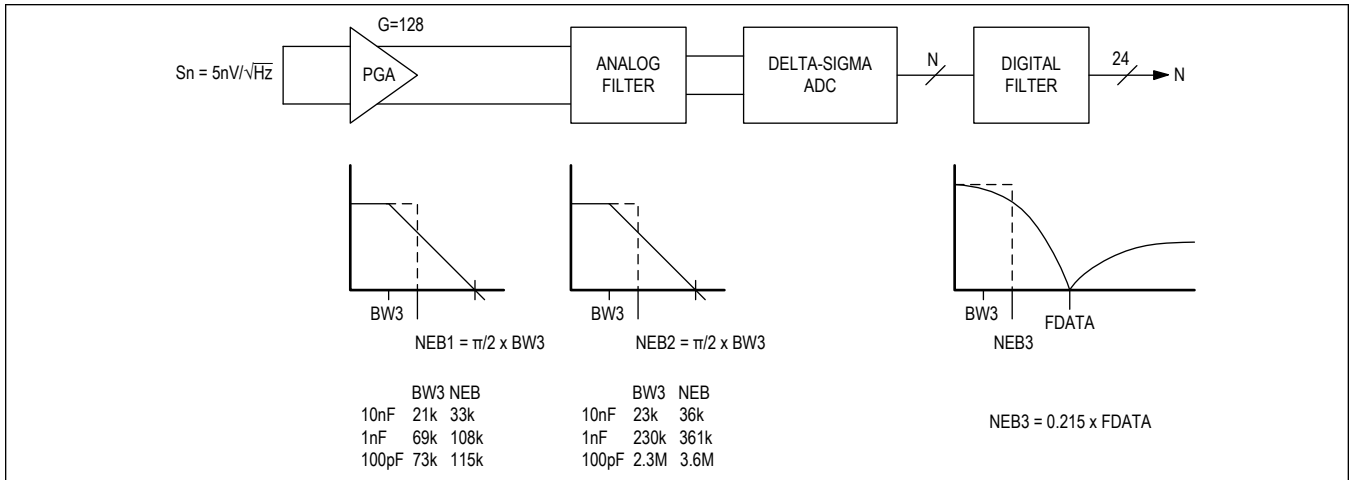 G=128
Sn = 5nV/√Hz
PGA
ANALOG
FILTER
DELTA-SIGMA
ADC
N
DIGITAL
FILTER
24
N
BW3
NEB1 = π/2 x BW3
BW3
NEB2 = π/2 x BW3
BW3
NEB3
FDATA
BW3 NEB
10nF 21k 33k
1nF 69k 108k
100pF 73k 115k
BW3 NEB
10nF 23k 36k
1nF 230k 361k
100pF 2.3M 3.6M
NEB3 = 0.215 x FDATA